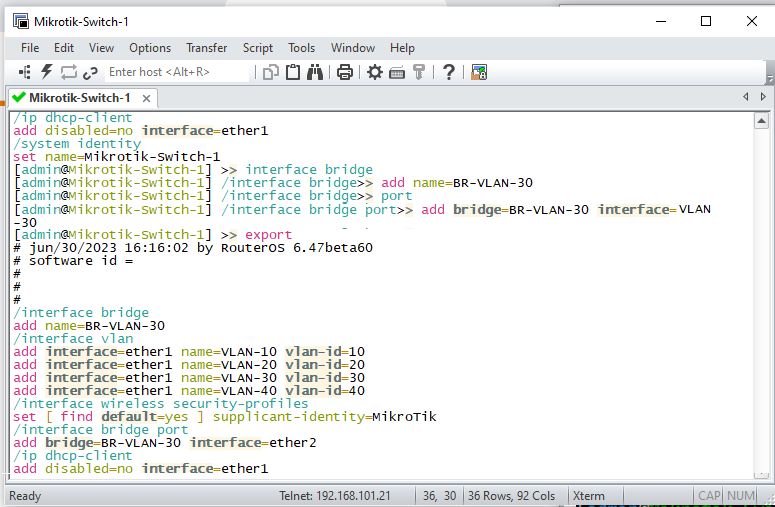 Mikrotik-Switch-1
File Edit View Options Transfer Script Tools Window Help
Enter host <Alt+R>
Mikrotik-Switch-1
/ip dhcp-client
add disabled=no interface=ether1
/system identity
set name=Mikrotik-Switch-1
[admin@Mikrotik-Switch-1] >> interface bridge
[admin@Mikrotik-Switch-1] /interface bridge>> add name=BR-VLAN-30
[admin@Mikrotik-Switch-1] /interface bridge>> port
[admin@Mikrotik-Switch-1] /interface bridge port>> add bridge=BR-VLAN-30 interface=VLAN
-30
[admin@Mikrotik-Switch-1] >> export
# jun/30/2023 16:16:02 by RouterOS 6.47beta60
# software id =
#
#
#
/interface bridge
add name=BR-VLAN-30
/interface vlan
add interface=ether1 name=VLAN-10 vlan-id=10
add interface=ether1 name=VLAN-20 vlan-id=20
add interface=ether1 name=VLAN-30 vlan-id=30
add interface=ether1 name=VLAN-40 vlan-id=40
/interface wireless security-profiles
set [ find default=yes ] supplicant-identity=MikroTik
/interface bridge port
add bridge=BR-VLAN-30 interface=ether2
/ip dhcp-client
add disabled=no interface=ether1
Ready Telnet: 192.168.101.21 36, 30 36 Rows, 92 Cols Xterm CAP NUM